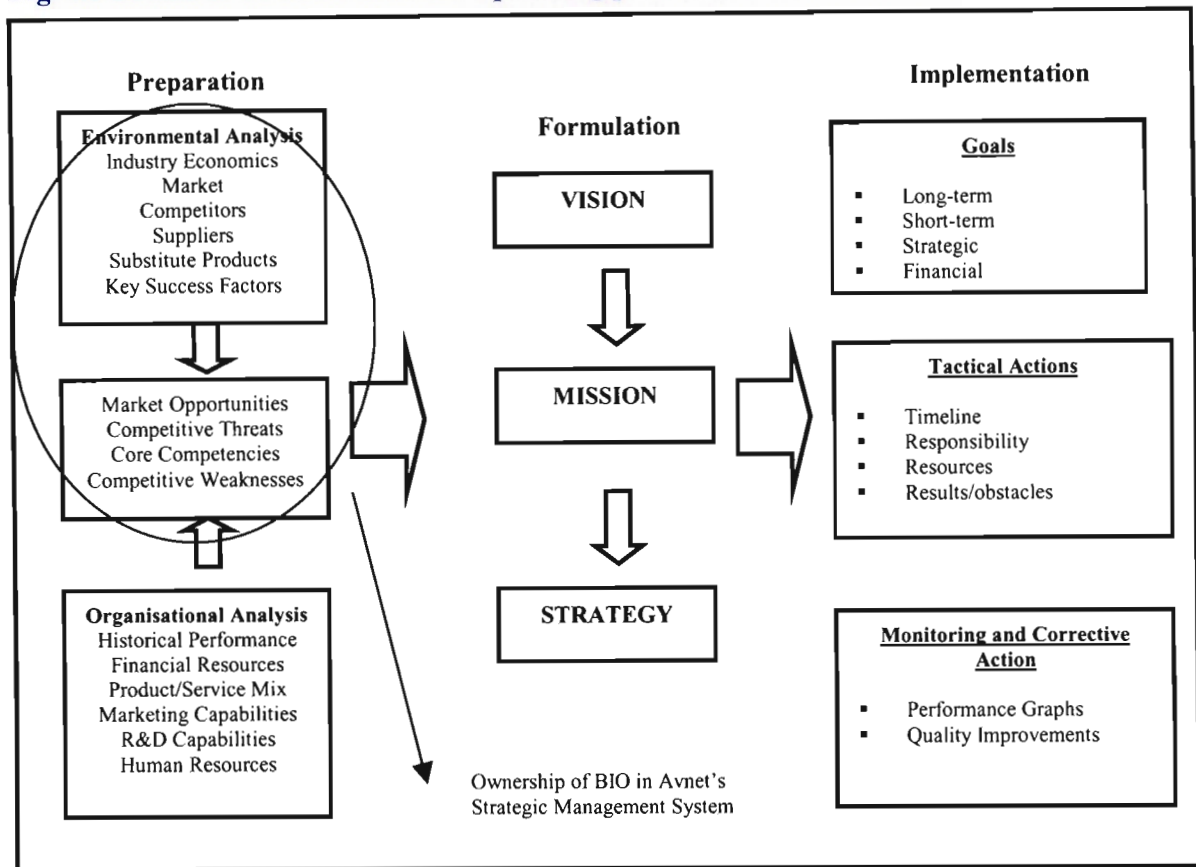 Preparation
Environmental Analysis
Industry Economics
Market
Competitors
Suppliers
Substitute Products
Key Success Factors
Market Opportunities
Competitive Threats
Core Competencies
Competitive Weaknesses
Organisational Analysis
Historical Performance
Financial Resources
Product/Service Mix
Marketing Capabilities
R&D Capabilities
Human Resources
Formulation
VISION
MISSION
STRATEGY
Ownership of BIO in Avnet's
Strategic Management System
Implementation
Goals
▪ Long-term
▪ Short-term
▪ Strategic
▪ Financial
Tactical Actions
▪ Timeline
▪ Responsibility
▪ Resources
▪ Results/obstacles
Monitoring and Corrective
Action
▪ Performance Graphs
▪ Quality Improvements